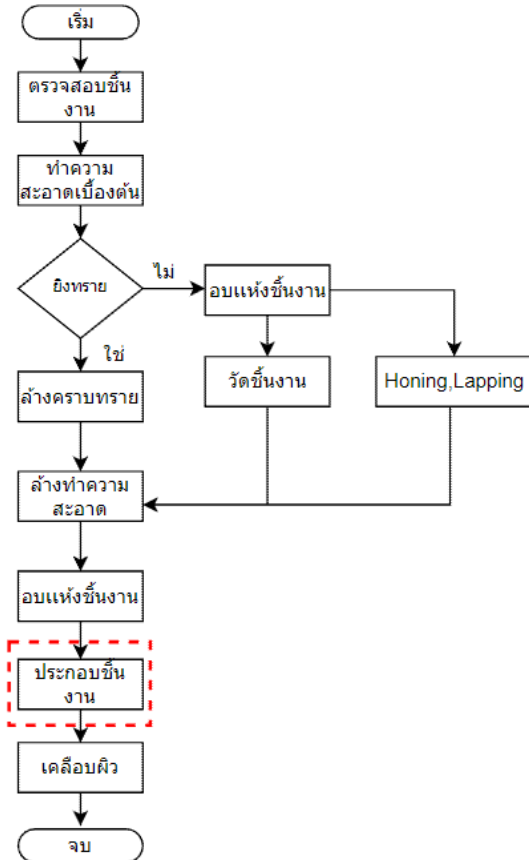 เริ่ม
ตรวจสอบชิ้น
งาน
ทำความ
สะอาดเบื้องต้น
ยิงทราย
ไม่
อบแห้งชิ้นงาน
ใช่
ล้างคราบทราย
วัดชิ้นงาน
Honing,Lapping
ล้างทำความ
สะอาด
อบแห้งชิ้นงาน
ประกอบชิ้น
งาน
เคลือบผิว
จบ